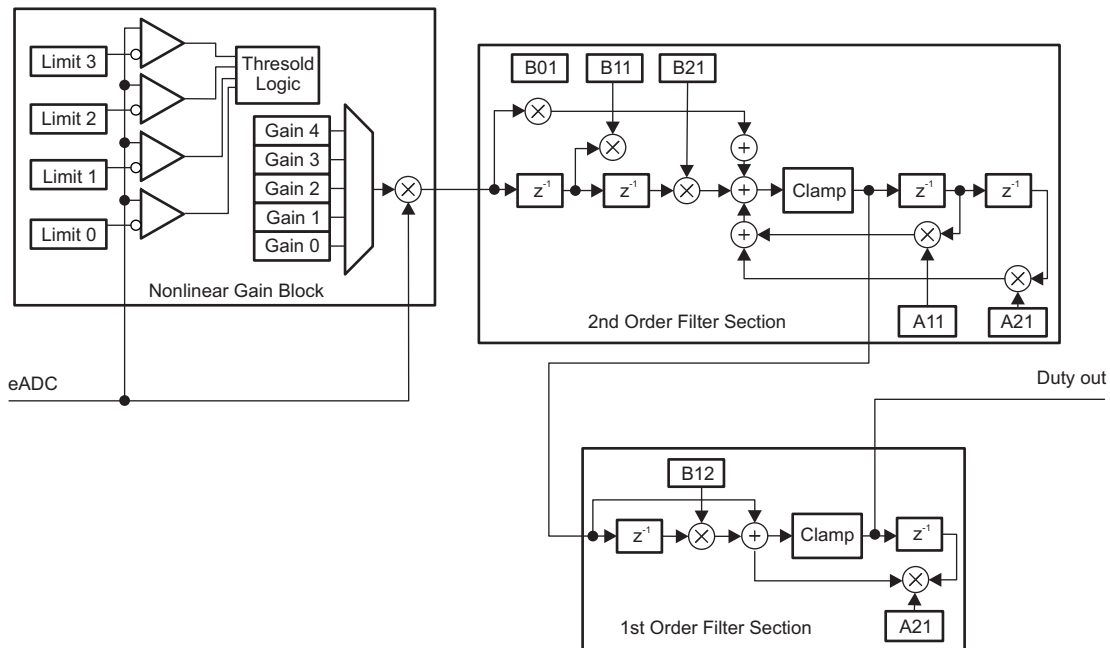 Limit 3
Limit 2
Limit 1
Limit 0
Thresold
Logic
Gain 4
Gain 3
Gain 2
Gain 1
Gain 0
Nonlinear Gain Block
eADC
B01
B11
B21
z-1
z-1
Clamp
z-1
z-1
A11
A21
2nd Order Filter Section
Duty out
B12
z-1
Clamp
z-1
A21
1st Order Filter Section